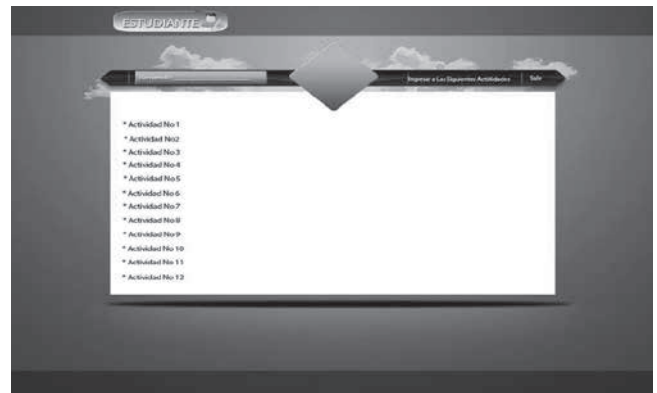 ESTUDIANTE
Ingresar a Las Siguientes Actividades
Salir
* Actividad No 1
* Actividad No2
* Actividad No 3
* Actividad No 4
* Actividad No 5
* Actividad No 6
* Actividad No 7
* Actividad No 8
* Actividad No 9
* Actividad No 10
* Actividad No 11
* Actividad No 12